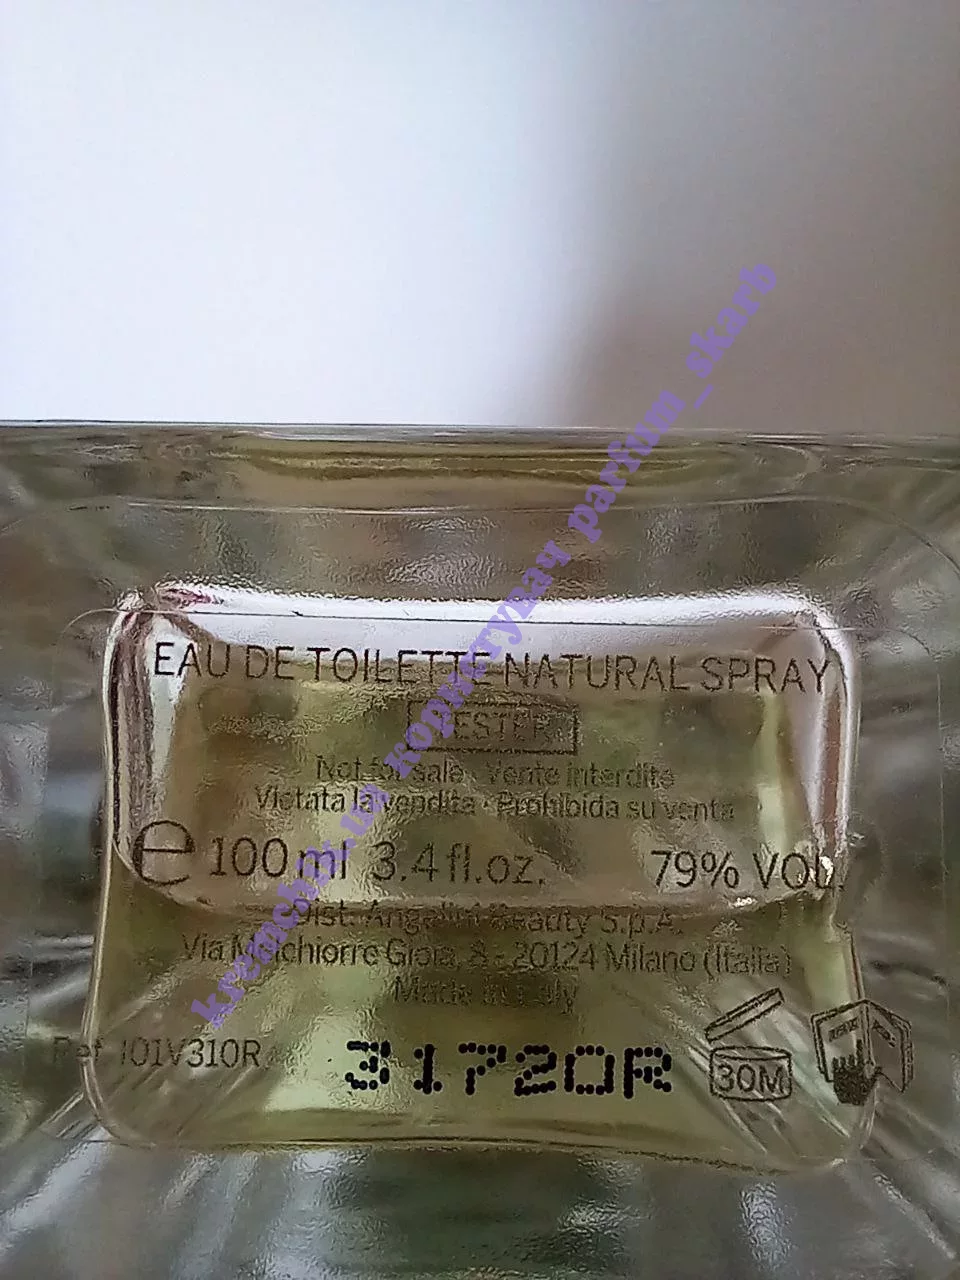 EAU DE TOILETTE NATURAL SPRAY
TESTER
Not for sale · Vente interdite
Vietata la vendita · Prohibida su venta
e 100 ml 3.4 fl.oz. 79% VOL.
Dist. Angelini Beauty S.p.A.
Via Melchiorre Gioia, 8 - 20124 Milano (Italia)
Made in Italy
Ref. I01V310R 31720R 30M
parfum_skarb